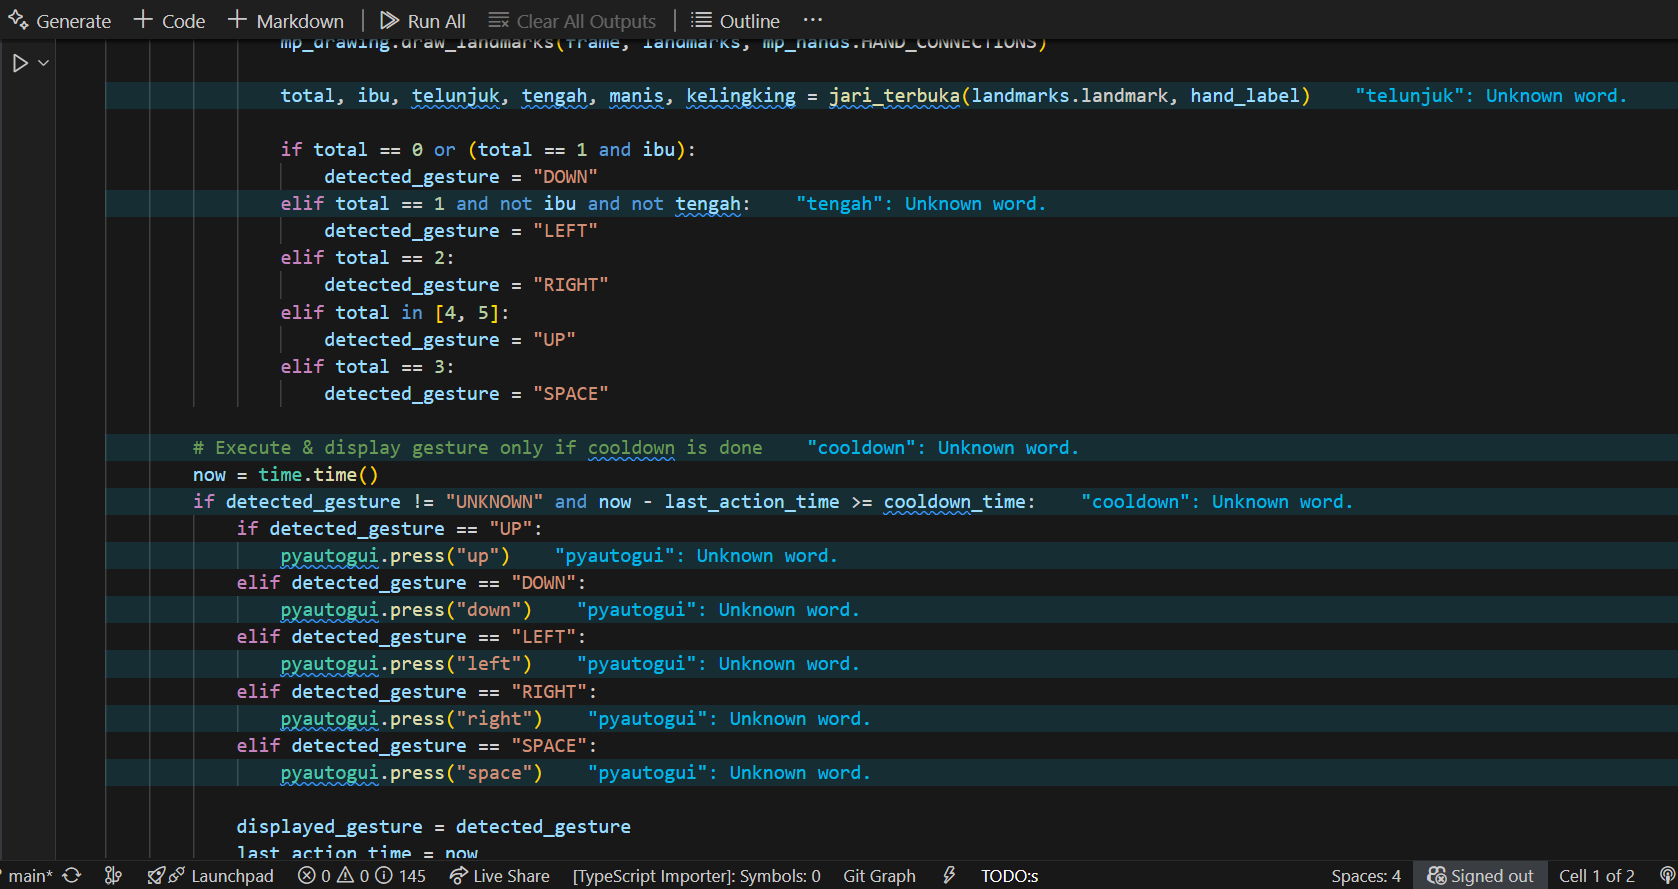 Generate + Code + Markdown | Run All Clear All Outputs | Outline ...
mp_drawing.draw_landmarks(frame, landmarks, mp_hands.HAND_CONNECTIONS)
total, ibu, telunjuk, tengah, manis, kelingking = jari_terbuka(landmarks.landmark, hand_label) "telunjuk": Unknown word.
if total == 0 or (total == 1 and ibu):
detected_gesture = "DOWN"
elif total == 1 and not ibu and not tengah: "tengah": Unknown word.
detected_gesture = "LEFT"
elif total == 2:
detected_gesture = "RIGHT"
elif total in [4, 5]:
detected_gesture = "UP"
elif total == 3:
detected_gesture = "SPACE"
# Execute & display gesture only if cooldown is done "cooldown": Unknown word.
now = time.time()
if detected_gesture != "UNKNOWN" and now - last_action_time >= cooldown_time: "cooldown": Unknown word.
if detected_gesture == "UP":
pyautogui.press("up") "pyautogui": Unknown word.
elif detected_gesture == "DOWN":
pyautogui.press("down") "pyautogui": Unknown word.
elif detected_gesture == "LEFT":
pyautogui.press("left") "pyautogui": Unknown word.
elif detected_gesture == "RIGHT":
pyautogui.press("right") "pyautogui": Unknown word.
elif detected_gesture == "SPACE":
pyautogui.press("space") "pyautogui": Unknown word.
displayed_gesture = detected_gesture
last_action_time = now
main* Launchpad 0 0 145 Live Share [TypeScript Importer]: Symbols: 0 Git Graph TODO:s Spaces: 4 Signed out Cell 1 of 2